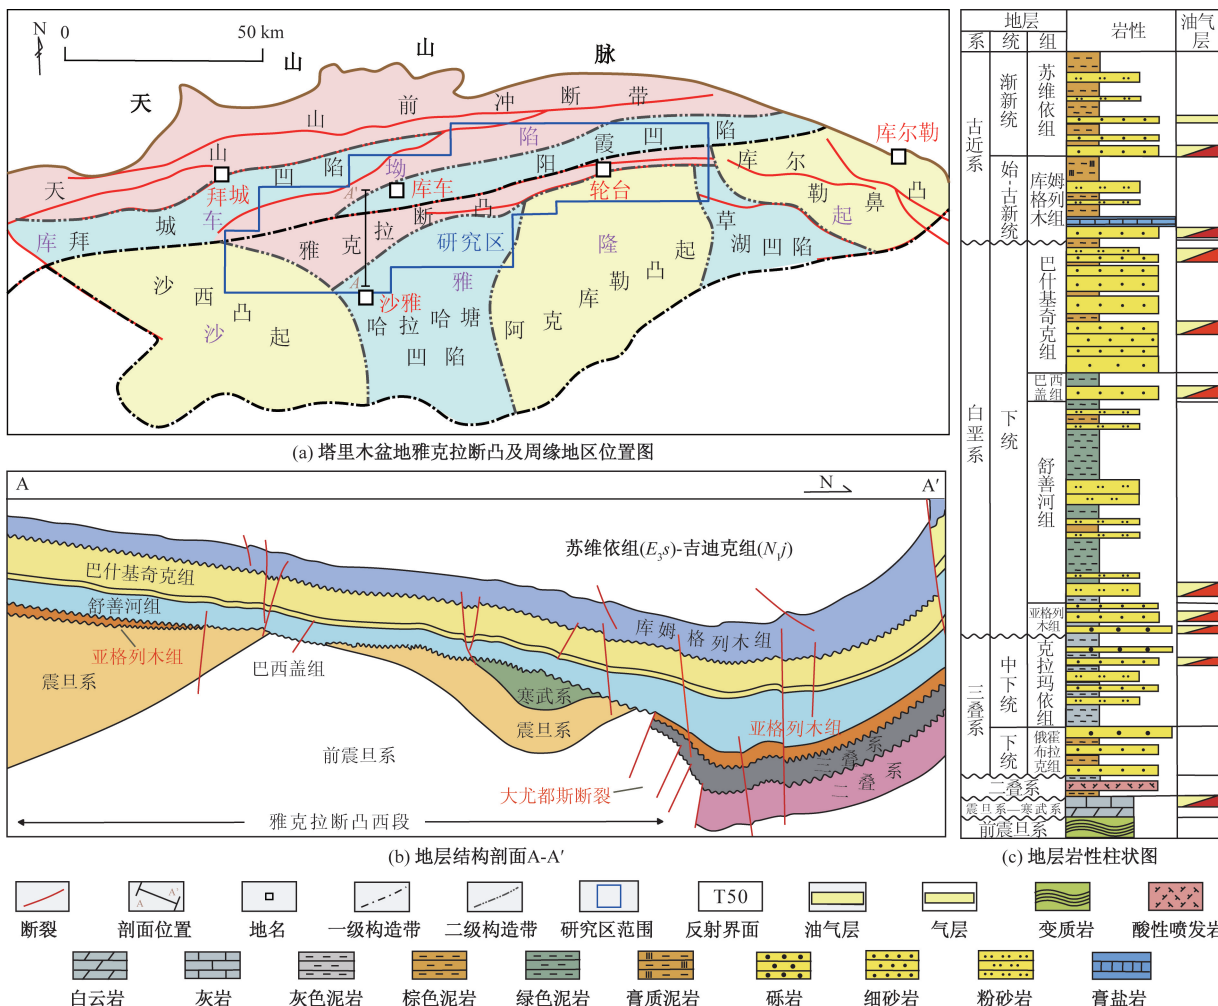 N
0
50 km
天
山
山
脉
天
山
山
前
冲
断
带
拜城
库车
轮台
库尔勒
沙雅
库
车
坳
陷
拜
城
凹
陷
阳
霞
凹
陷
雅
克
拉
断
凸
研究区
沙
雅
隆
起
沙
西
凸
起
哈
拉
哈
塘
凹
陷
阿
克
库
勒
凸
起
草
湖
凹
陷
库
尔
勒
鼻
凸
A′
A
(a) 塔里木盆地雅克拉断凸及周缘地区位置图
A
N
A′
苏维依组(E₃s)-吉迪克组(N₁j)
巴什基奇克组
舒善河组
亚格列木组
震旦系
巴西盖组
寒武系
震旦系
前震旦系
库姆格列木组
亚格列木组
三叠系
二叠系
大尤都斯断裂
雅克拉断凸西段
(b) 地层结构剖面A-A′
地层
系
统
组
岩性
油气层
古近系
渐新统
苏维依组
始-古新统
库姆格列木组
白垩系
下统
巴什基奇克组
巴西盖组
舒善河组
亚格列木组
三叠系
中下统
克拉玛依组
下统
俄霍布拉克组
二叠系
震旦系—寒武系
前震旦系
(c) 地层岩性柱状图
A
A′
T50
断裂
剖面位置
地名
一级构造带
二级构造带
研究区范围
反射界面
油气层
气层
变质岩
酸性喷发岩
白云岩
灰岩
灰色泥岩
棕色泥岩
绿色泥岩
膏质泥岩
砾岩
细砂岩
粉砂岩
膏盐岩